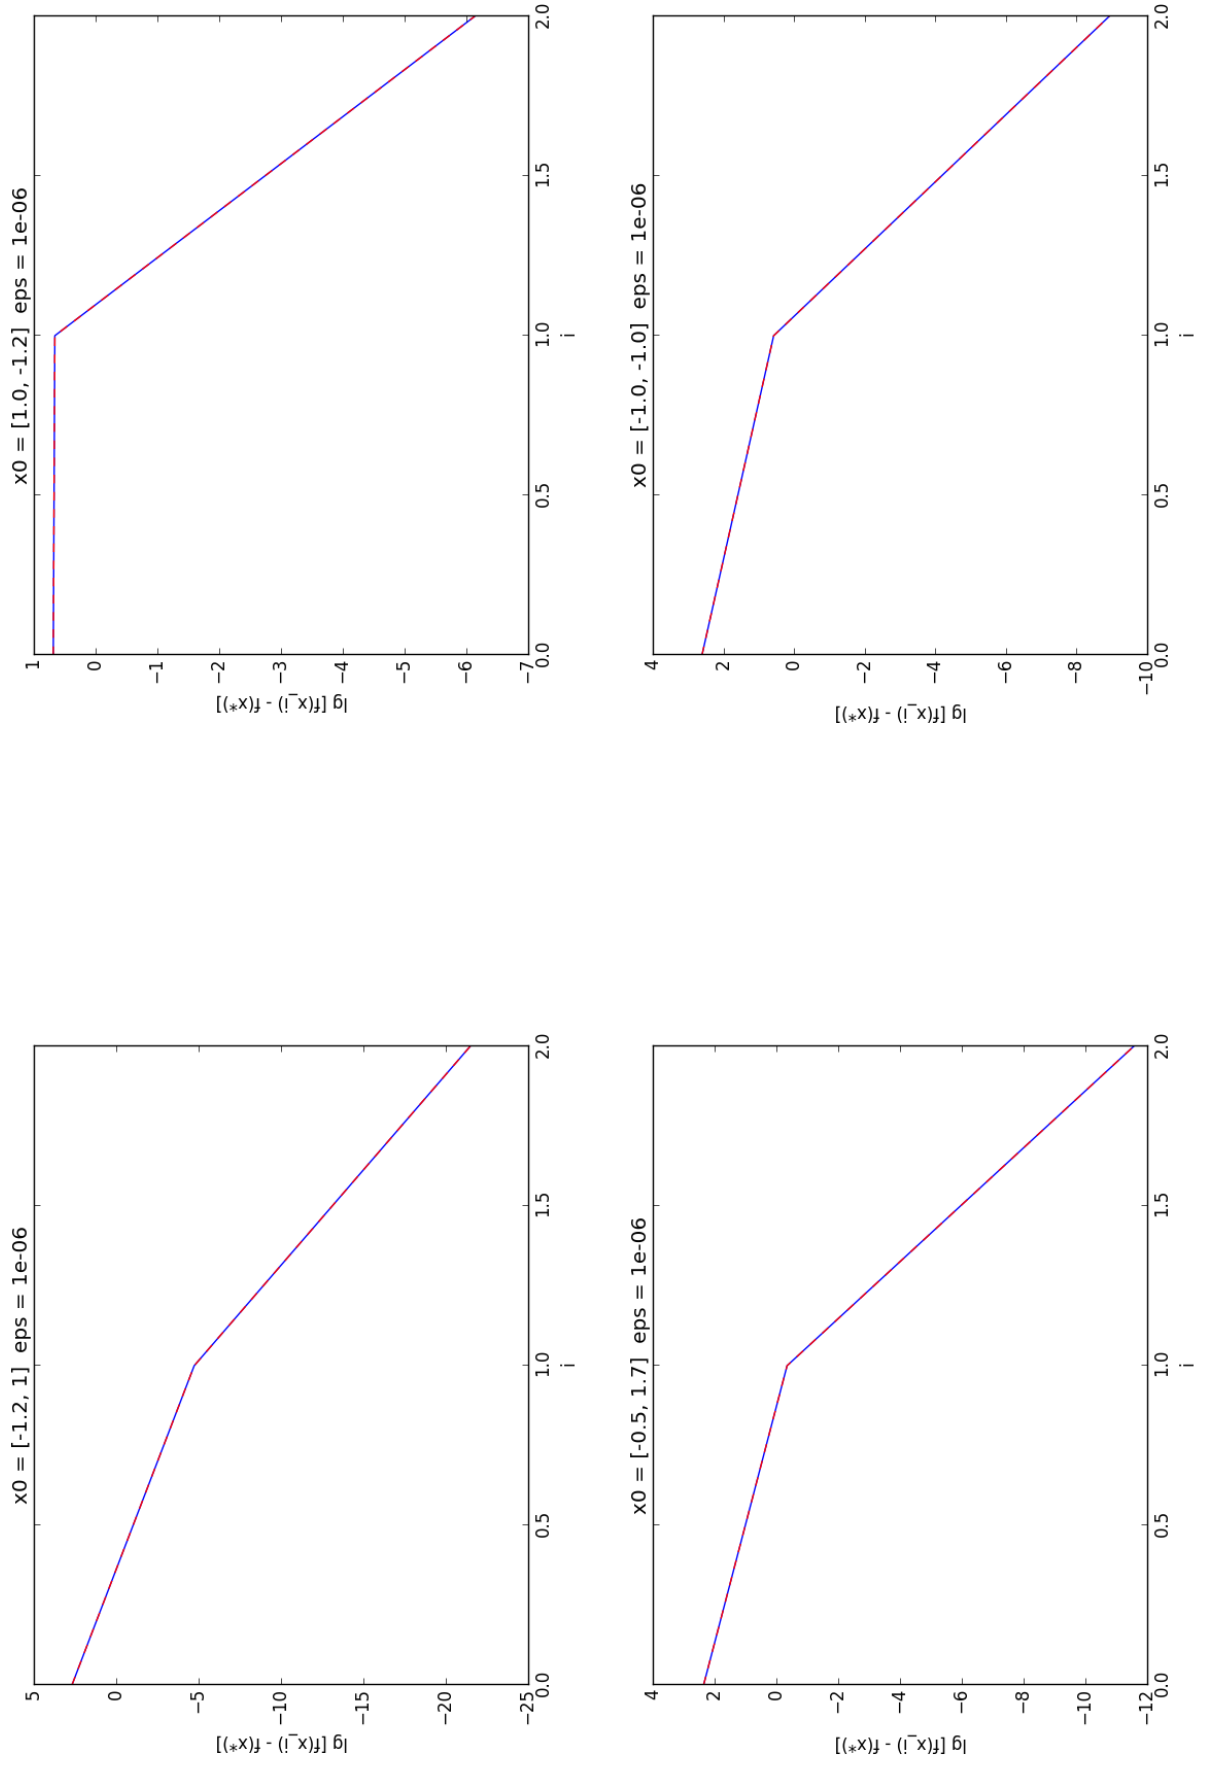 x0 = [-1.2, 1] eps = 1e-06
lg [f(x_i) - f(x*)]
5
0
−5
−10
−15
−20
−25
0.0 0.5 1.0 1.5 2.0
i
x0 = [1.0, -1.2] eps = 1e-06
lg [f(x_i) - f(x*)]
1
0
−1
−2
−3
−4
−5
−6
−7
0.0 0.5 1.0 1.5 2.0
i
x0 = [-0.5, 1.7] eps = 1e-06
lg [f(x_i) - f(x*)]
4
2
0
−2
−4
−6
−8
−10
−12
0.0 0.5 1.0 1.5 2.0
i
x0 = [-1.0, -1.0] eps = 1e-06
lg [f(x_i) - f(x*)]
4
2
0
−2
−4
−6
−8
−10
0.0 0.5 1.0 1.5 2.0
i